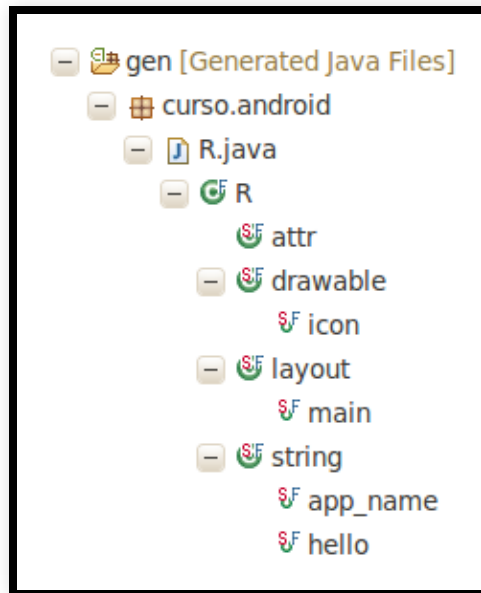 gen [Generated Java Files]
curso.android
R.java
R
attr
drawable
icon
layout
main
string
app_name
hello